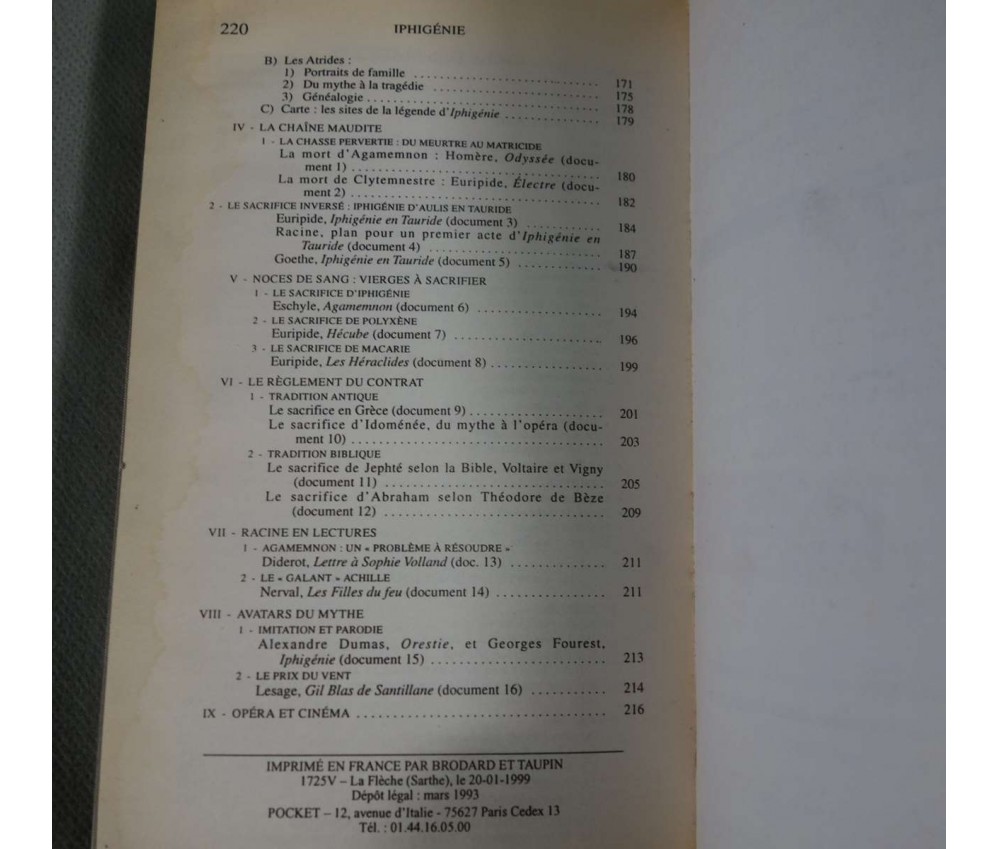 220 IPHIGÉNIE
B) Les Atrides :
1) Portraits de famille .......................... 171
2) Du mythe à la tragédie .......................... 175
3) Généalogie .......................... 178
C) Carte : les sites de la légende d'Iphigénie .............. 179
IV - LA CHAÎNE MAUDITE
1 - LA CHASSE PERVERTIE : DU MEURTRE AU MATRICIDE
La mort d'Agamemnon : Homère, Odyssée (docu-
ment 1) .......................... 180
La mort de Clytemnestre : Euripide, Électre (docu-
ment 2) .......................... 182
2 - LE SACRIFICE INVERSÉ : IPHIGÉNIE D'AULIS EN TAURIDE
Euripide, Iphigénie en Tauride (document 3) ............ 184
Racine, plan pour un premier acte d'Iphigénie en
Tauride (document 4) .......................... 187
Goethe, Iphigénie en Tauride (document 5) ............ 190
V - NOCES DE SANG : VIERGES À SACRIFIER
1 - LE SACRIFICE D'IPHIGÉNIE
Eschyle, Agamemnon (document 6) .................. 194
2 - LE SACRIFICE DE POLYXÈNE
Euripide, Hécube (document 7) .................. 196
3 - LE SACRIFICE DE MACARIE
Euripide, Les Héraclides (document 8) ................ 199
VI - LE RÈGLEMENT DU CONTRAT
1 - TRADITION ANTIQUE
Le sacrifice en Grèce (document 9) .................. 201
Le sacrifice d'Idoménée, du mythe à l'opéra (docu-
ment 10) .................................. 203
2 - TRADITION BIBLIQUE
Le sacrifice de Jephté selon la Bible, Voltaire et Vigny
(document 11) .............................. 205
Le sacrifice d'Abraham selon Théodore de Bèze
(document 12) .............................. 209
VII - RACINE EN LECTURES
1 - AGAMEMNON : UN « PROBLÈME À RÉSOUDRE »
Diderot, Lettre à Sophie Volland (doc. 13) ............. 211
2 - LE « GALANT » ACHILLE
Nerval, Les Filles du feu (document 14) ............... 211
VIII - AVATARS DU MYTHE
1 - IMITATION ET PARODIE
Alexandre Dumas, Orestie, et Georges Fourest,
Iphigénie (document 15) .......................... 213
2 - LE PRIX DU VENT
Lesage, Gil Blas de Santillane (document 16) ........... 214
IX - OPÉRA ET CINÉMA .................................. 216
IMPRIMÉ EN FRANCE PAR BRODARD ET TAUPIN
1725V – La Flèche (Sarthe), le 20-01-1999
Dépôt légal : mars 1993
POCKET – 12, avenue d'Italie - 75627 Paris Cedex 13
Tél. : 01.44.16.05.00